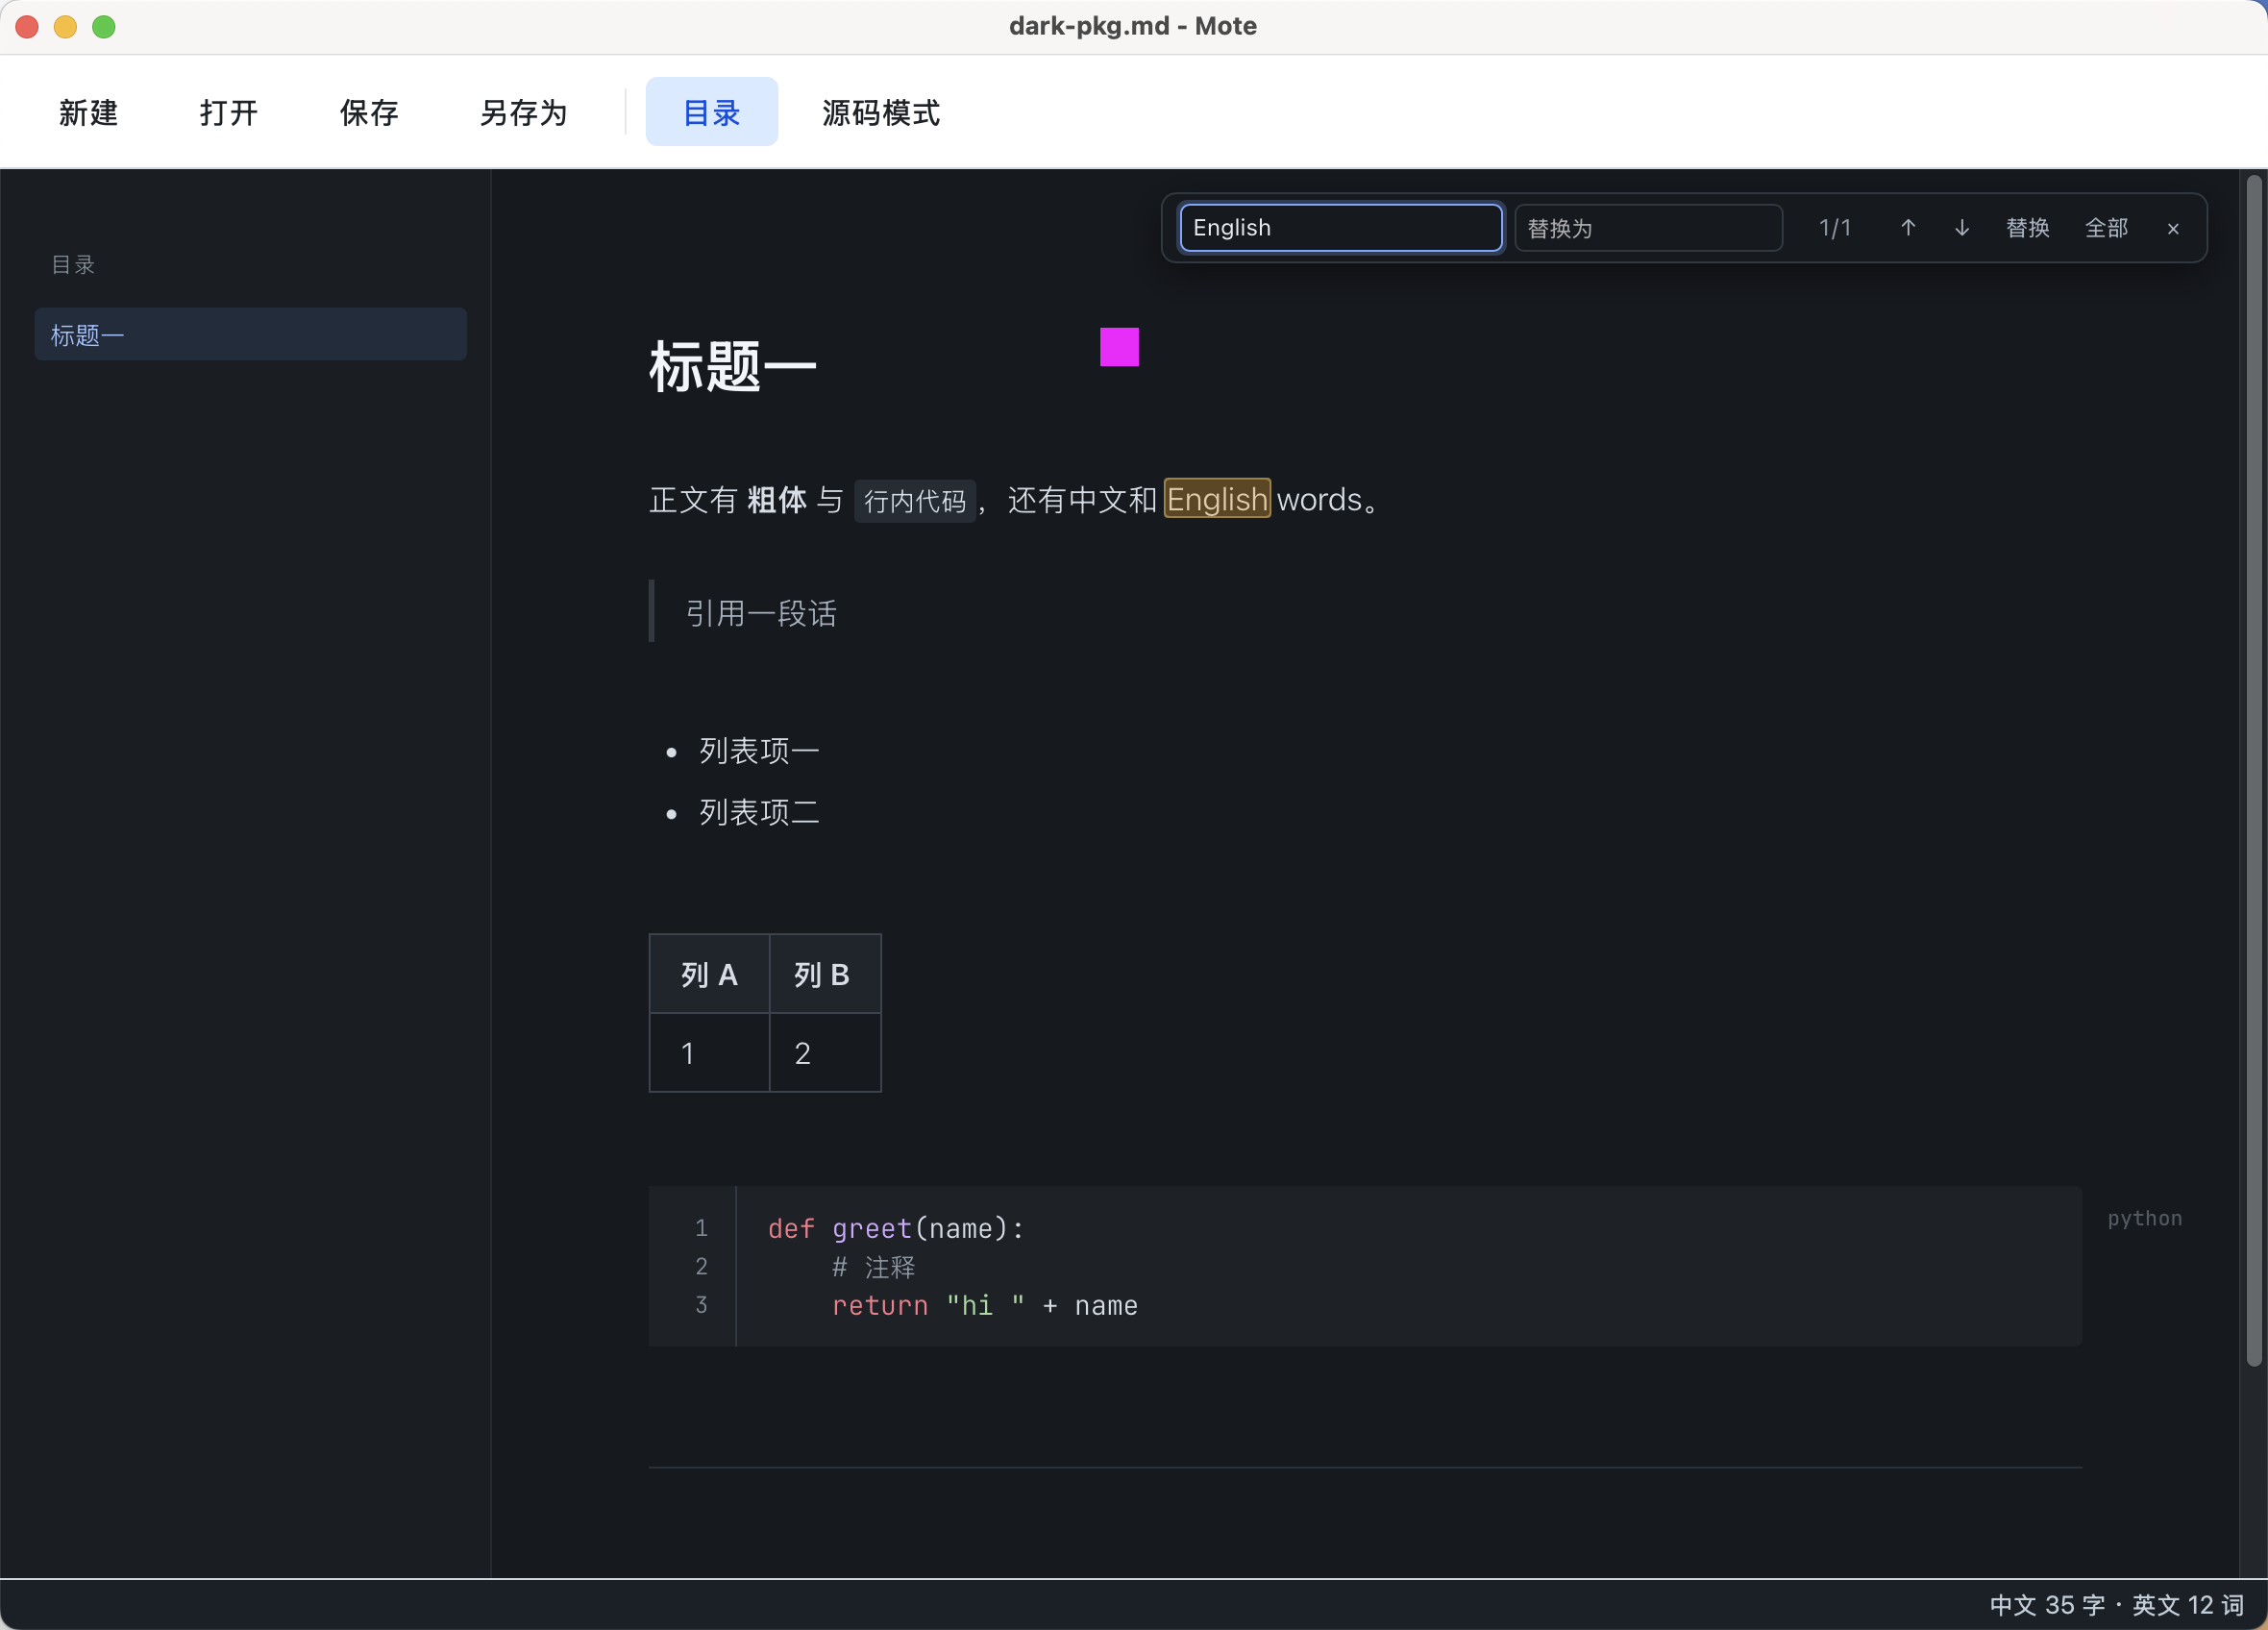 dark-pkg.md - Mote
新建 打开 保存 另存为 目录 源码模式
English 替换为 1/1 ↑ ↓ 替换 全部 ×
目录
标题一
标题一
正文有 粗体 与 行内代码，还有中文和 English words。
引用一段话
• 列表项一
• 列表项二
列 A 列 B
1 2
python
1 def greet(name):
2     # 注释
3     return "hi " + name
中文 35 字 · 英文 12 词